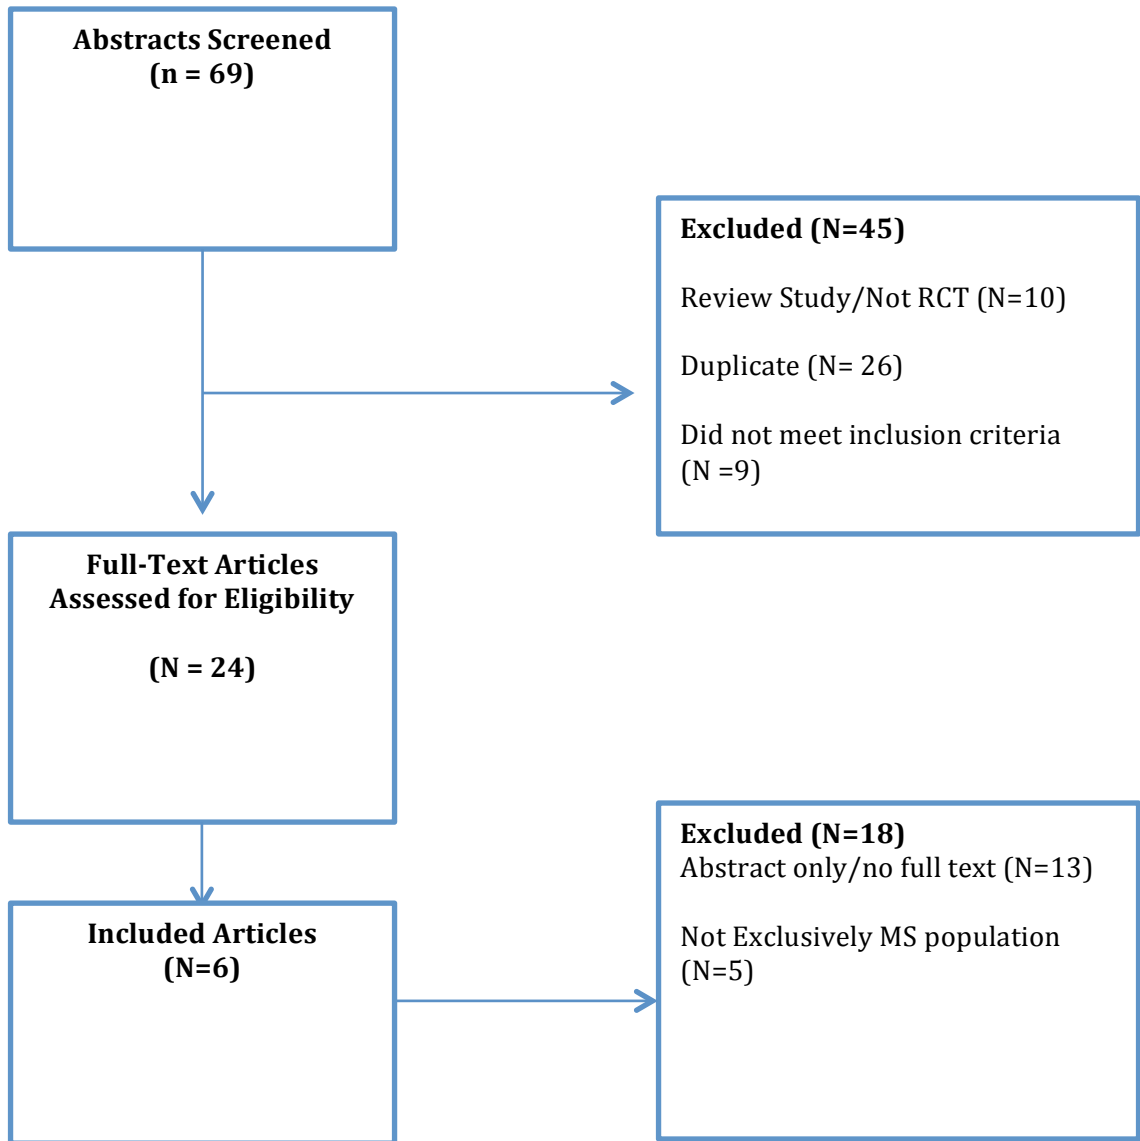 Abstracts Screened
(n = 69)
Excluded (N=45)
Review Study/Not RCT (N=10)
Duplicate (N= 26)
Did not meet inclusion criteria
(N =9)
Full-Text Articles
Assessed for Eligibility
(N = 24)
Excluded (N=18)
Abstract only/no full text (N=13)
Not Exclusively MS population
(N=5)
Included Articles
(N=6)